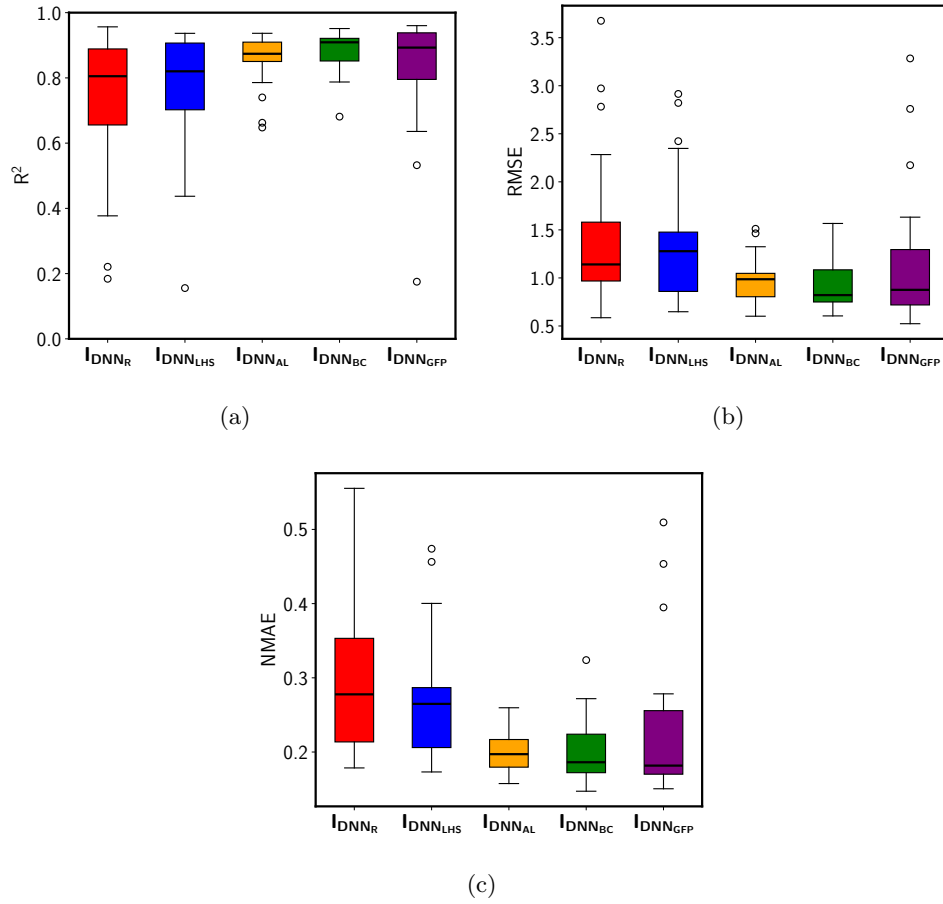 1.0
0.8
0.6
0.4
0.2
0.0
R²
I_DNN_R I_DNN_LHS I_DNN_AL I_DNN_BC I_DNN_GFP
(a)
3.5
3.0
2.5
2.0
1.5
1.0
0.5
RMSE
I_DNN_R I_DNN_LHS I_DNN_AL I_DNN_BC I_DNN_GFP
(b)
0.5
0.4
0.3
0.2
NMAE
I_DNN_R I_DNN_LHS I_DNN_AL I_DNN_BC I_DNN_GFP
(c)